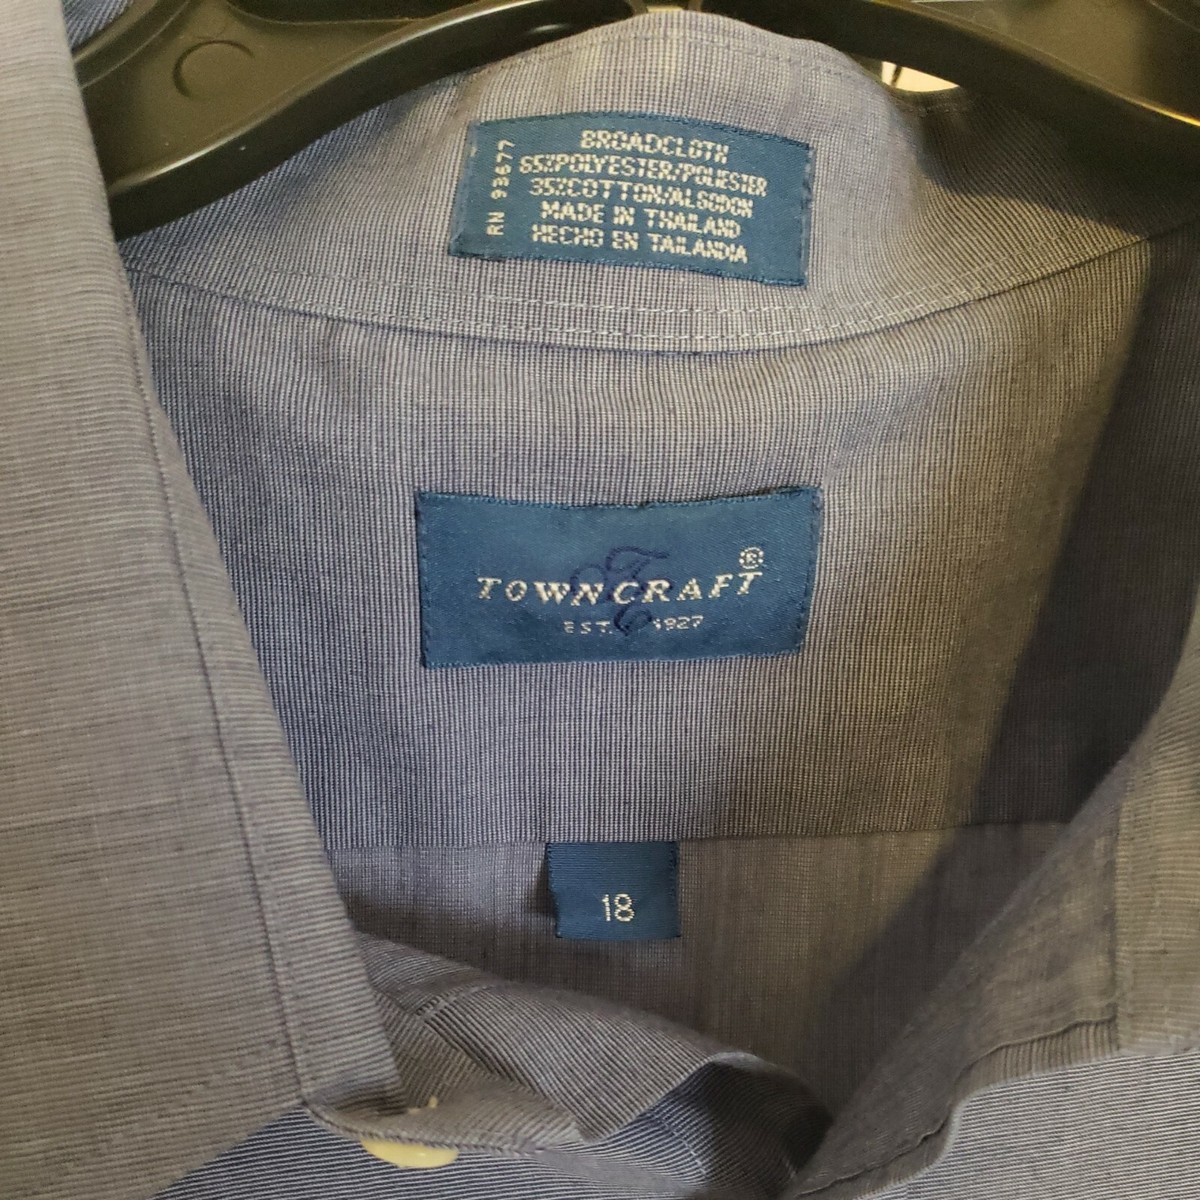 BROADCLOTH
65%POLYESTER/POLIESTER
35%COTTON/ALGODON
MADE IN THAILAND
HECHO EN TAILANDIA
RN 93677
TOWNCRAFT®
EST. 1927
18